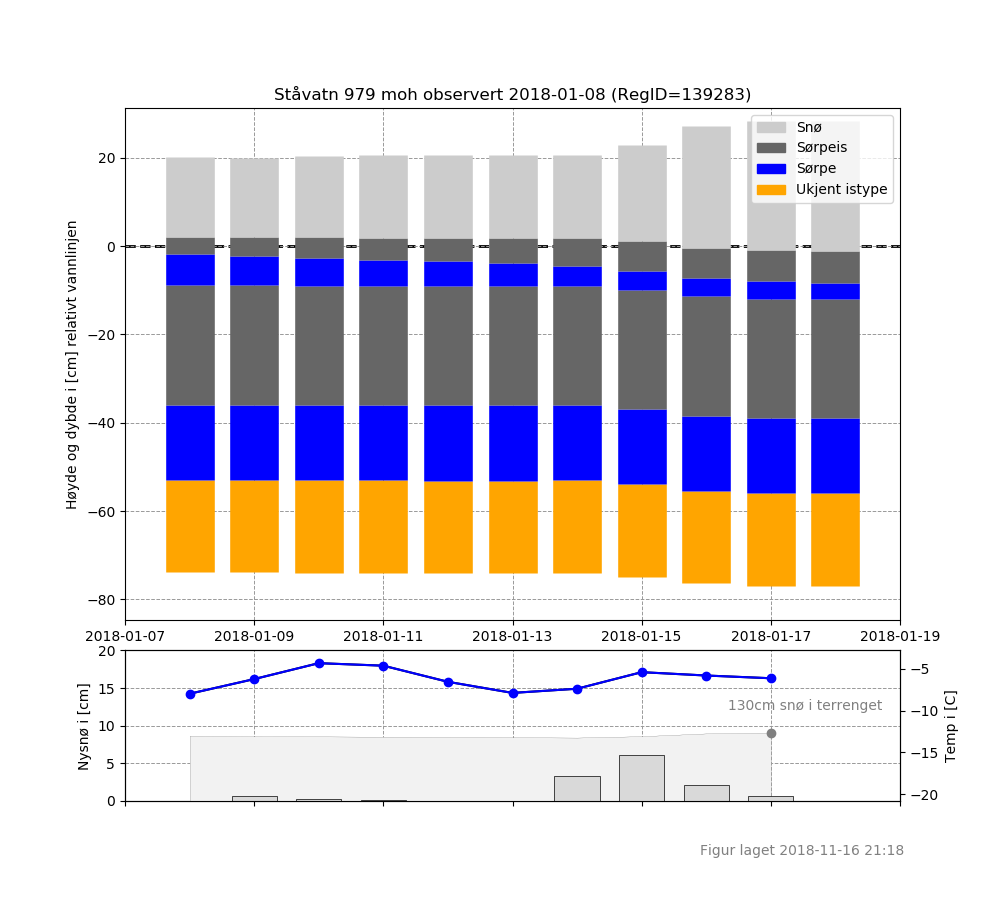 Ståvatn 979 moh observert 2018-01-08 (RegID=139283)
Høyde og dybde i [cm] relativt vannlinjen
20
0
−20
−40
−60
−80
Snø
Sørpeis
Sørpe
Ukjent istype
2018-01-07 2018-01-09 2018-01-11 2018-01-13 2018-01-15 2018-01-17 2018-01-19
Nysnø i [cm]
20
15
10
5
0
130cm snø i terrenget
−5
−10
−15
−20
Temp i [C]
Figur laget 2018-11-16 21:18